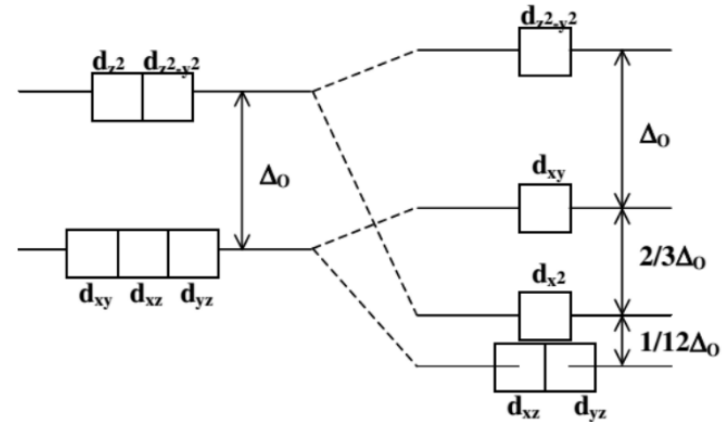 dz2-y2
dz2 dz2-y2
ΔO
dxy
ΔO
dx2
2/3ΔO
dxy dxz dyz
1/12ΔO
dxz dyz